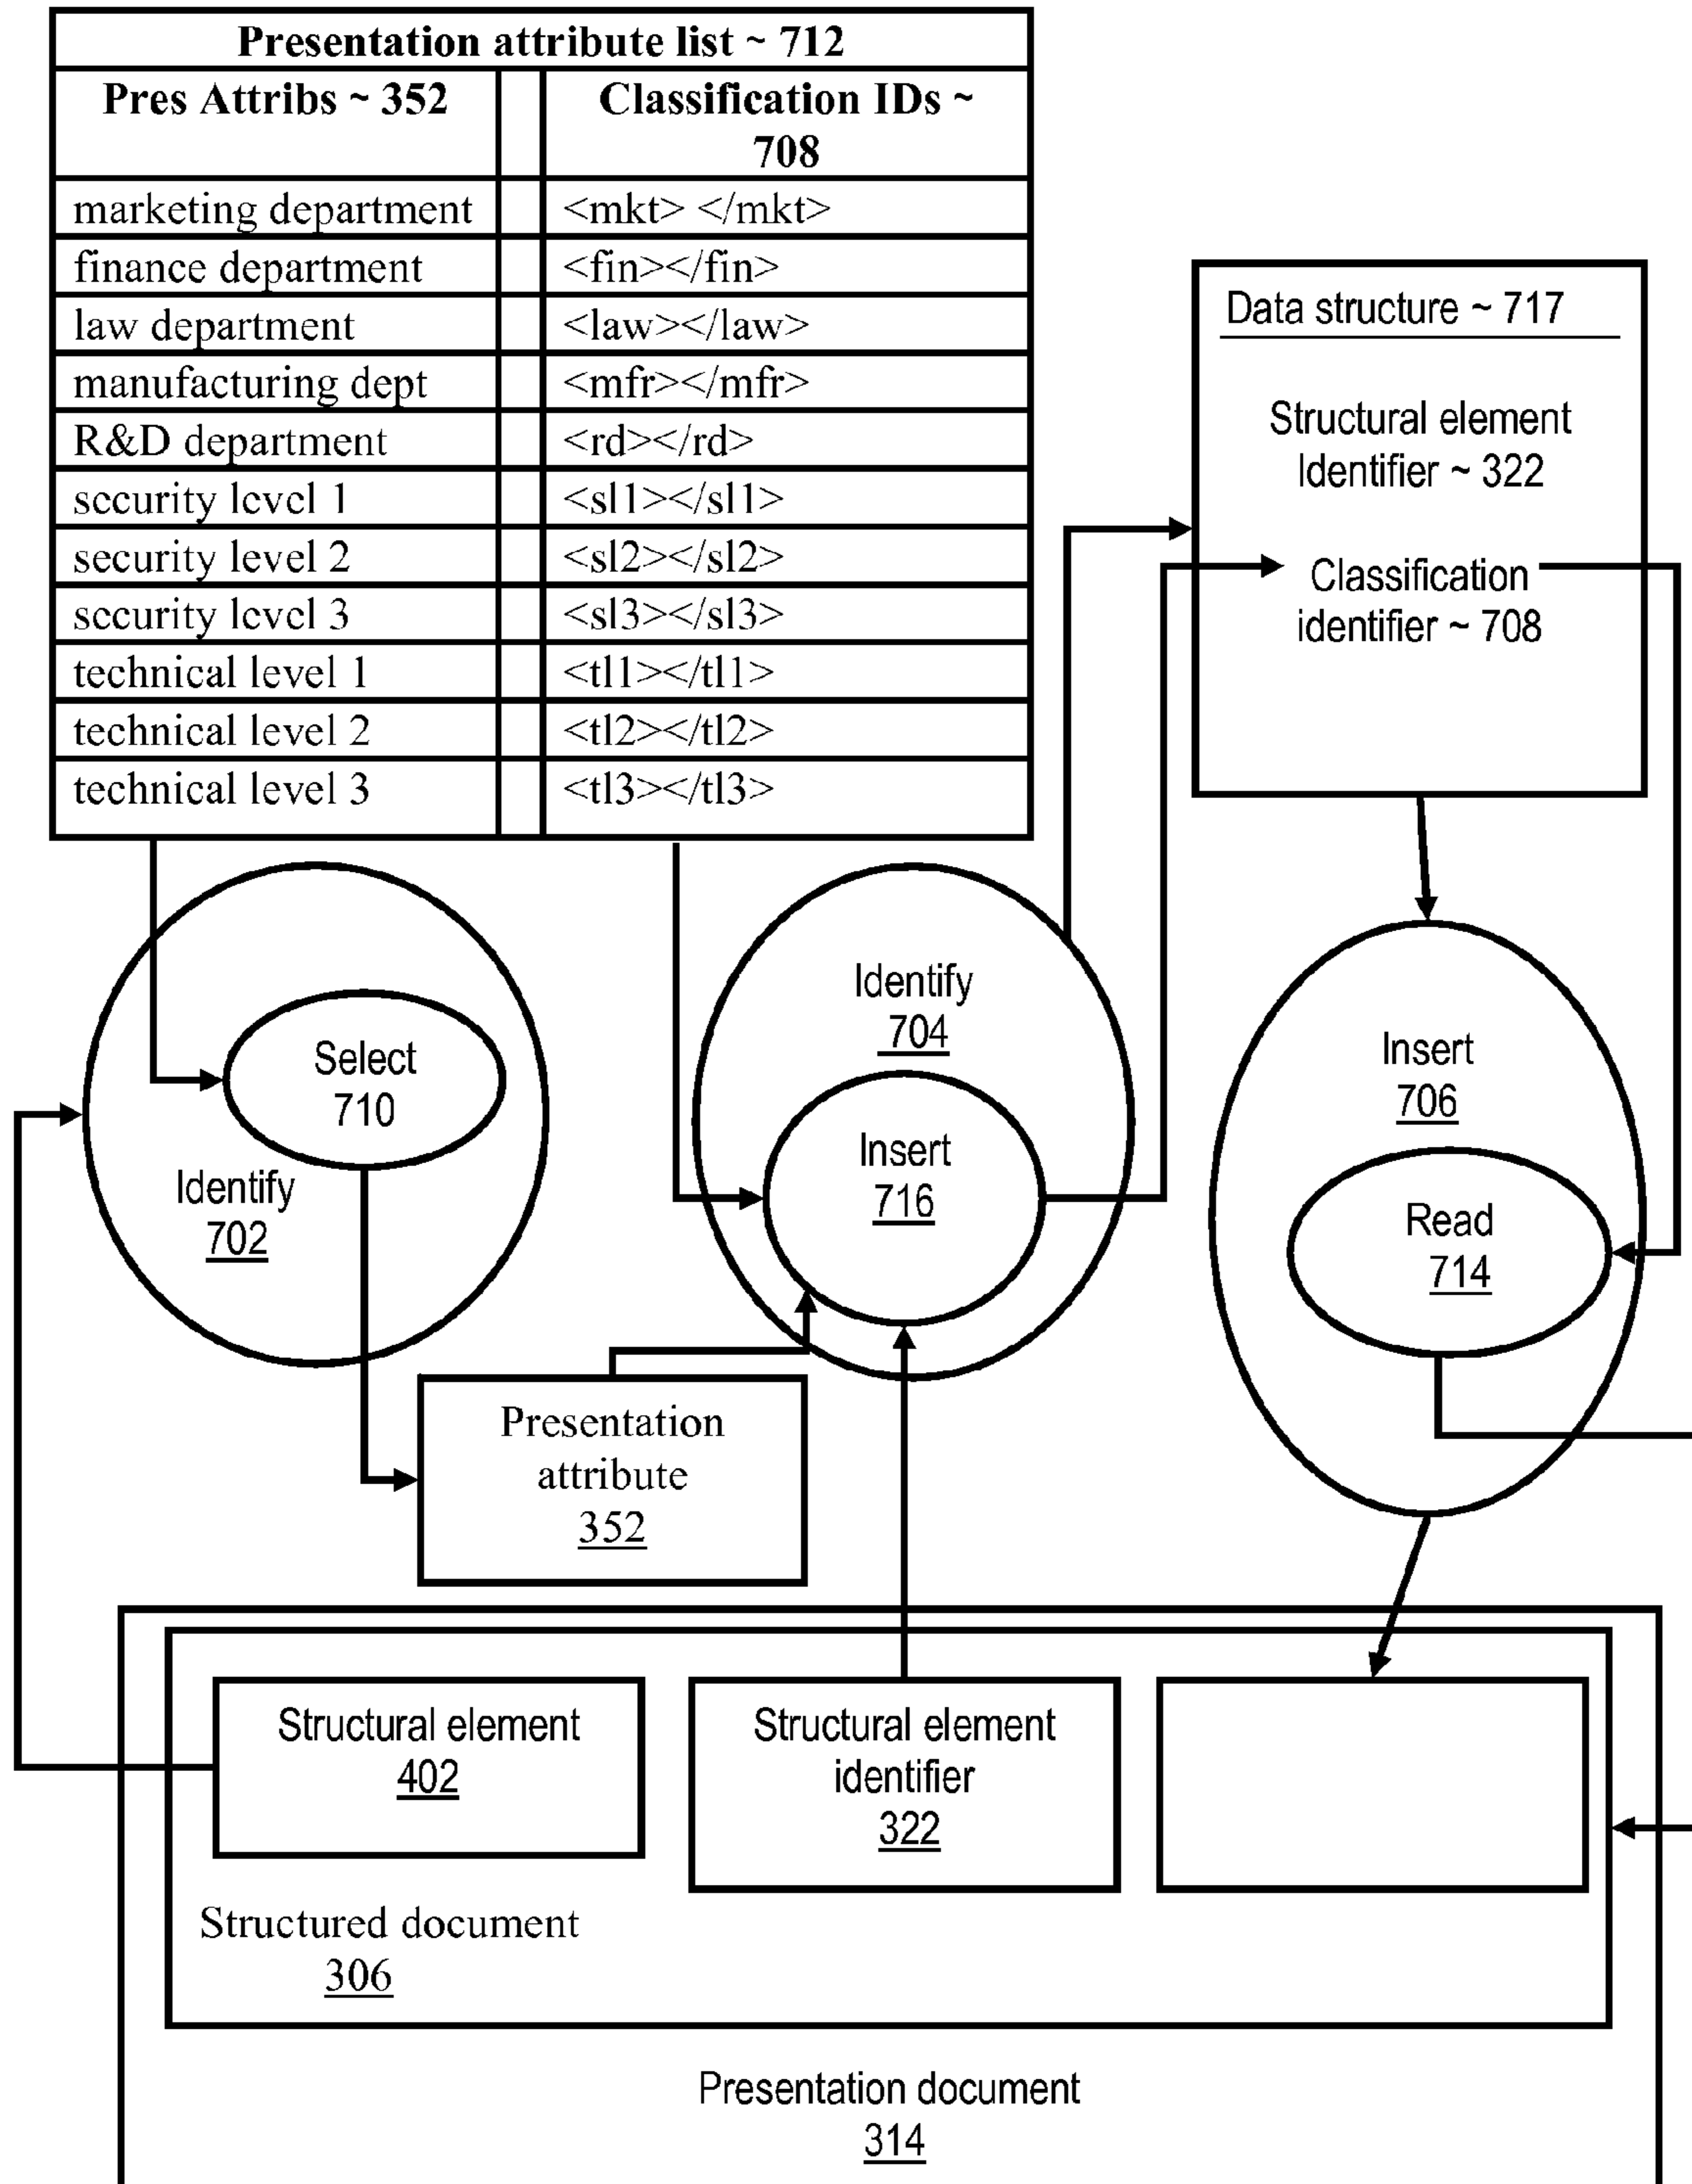 Presentation attribute list ~ 712
Pres Attribs ~ 352
Classification IDs ~
708
marketing department <mkt> </mkt>
finance department <fin></fin>
law department <law></law>
manufacturing dept <mfr></mfr>
R&D department <rd></rd>
security level 1 <sl1></sl1>
security level 2 <sl2></sl2>
security level 3 <sl3></sl3>
technical level 1 <tl1></tl1>
technical level 2 <tl2></tl2>
technical level 3 <tl3></tl3>
Data structure ~ 717
Structural element
Identifier ~ 322
Classification
identifier ~ 708
Select
710
Identify
702
Identify
704
Insert
716
Insert
706
Read
714
Presentation
attribute
352
Structural element
402
Structural element
identifier
322
Structured document
306
Presentation document
314